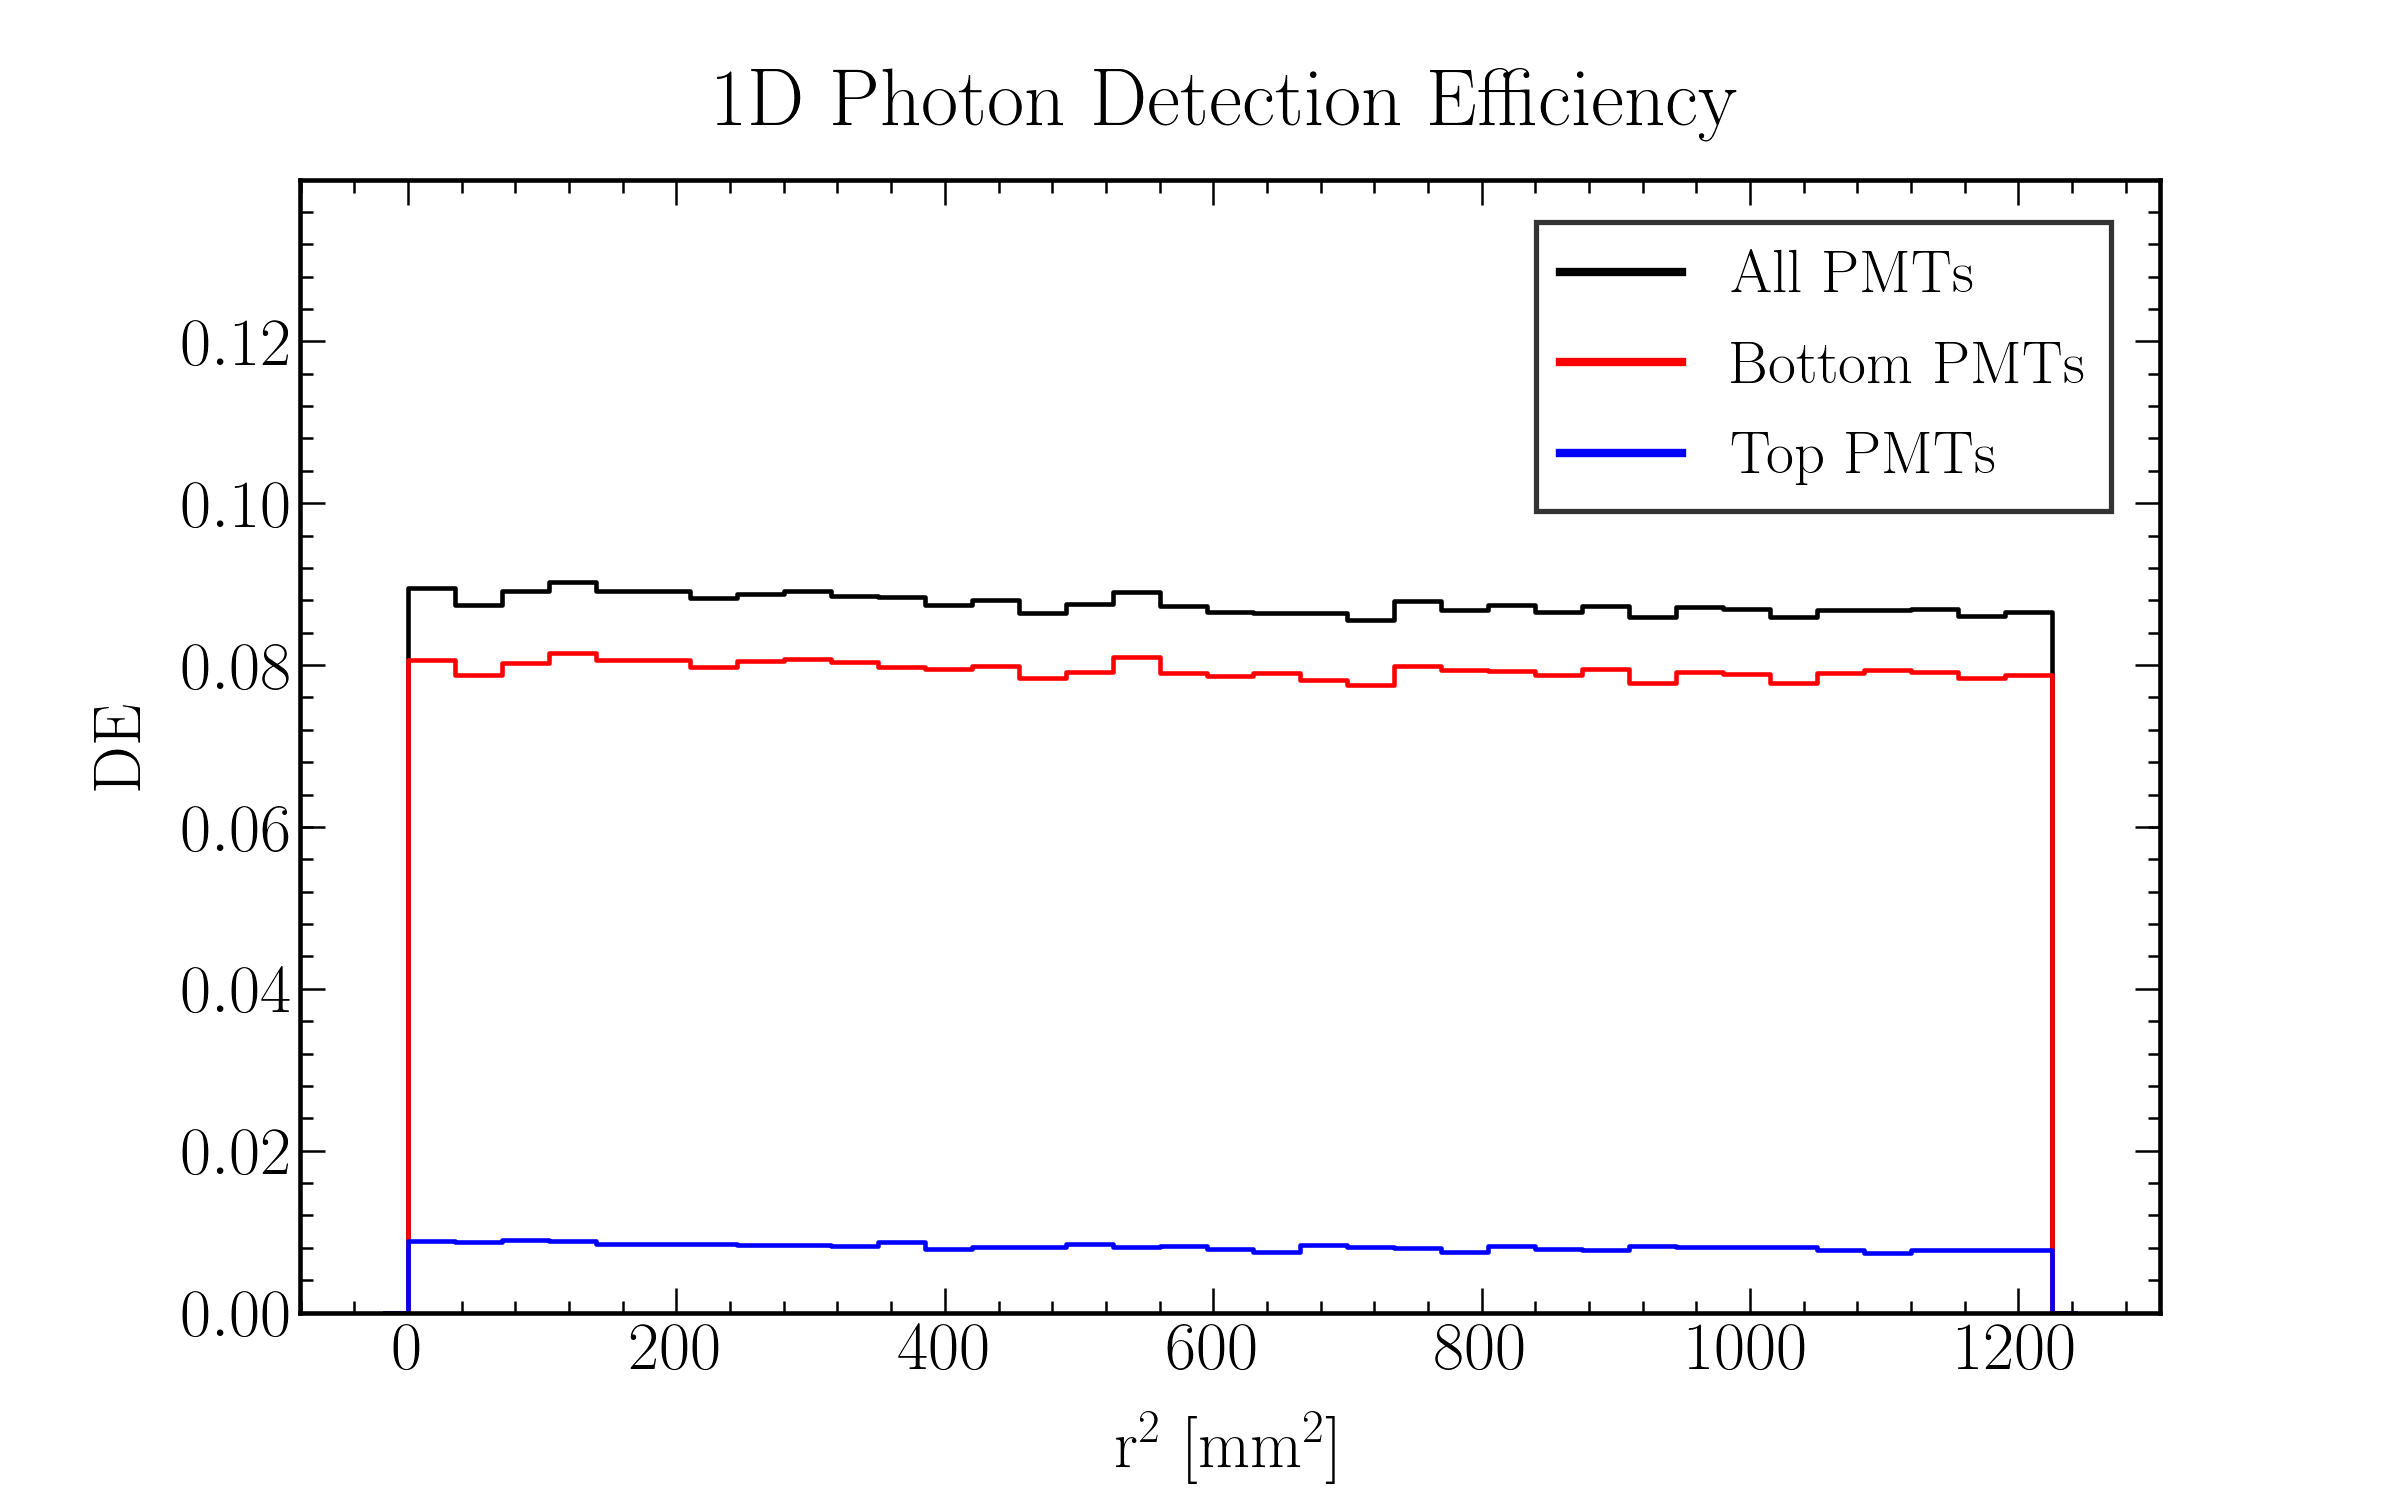 1D Photon Detection Efficiency
All PMTs
Bottom PMTs
Top PMTs
DE
0.12
0.10
0.08
0.06
0.04
0.02
0.00
0 200 400 600 800 1000 1200
r² [mm²]